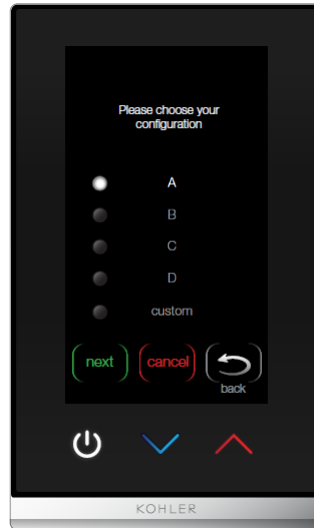 Please choose your
configuration
A
B
C
D
custom
next
cancel
back
KOHLER